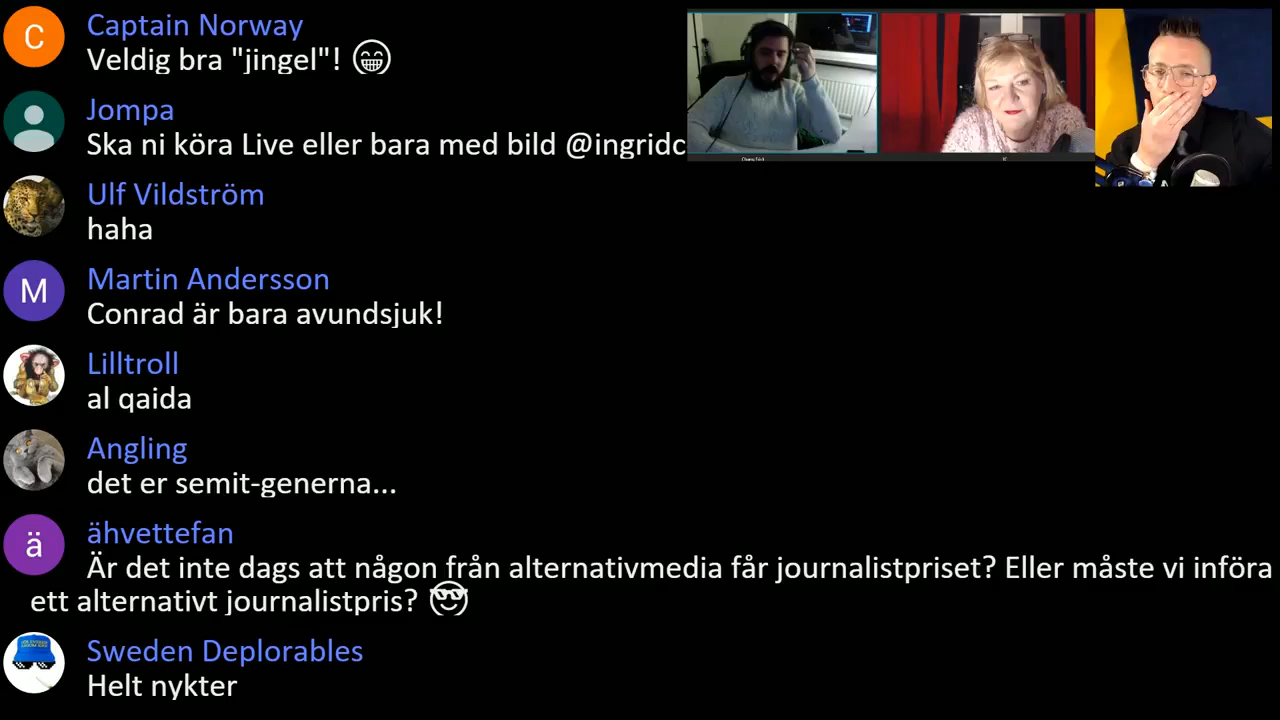 C
Captain Norway
Veldig bra "jingel"! 😁
Jompa
Ska ni köra Live eller bara med bild @ingridc
Ulf Vildström
haha
M
Martin Andersson
Conrad är bara avundsjuk!
Lilltroll
al qaida
Angling
det er semit-generna...
ä
ähvettefan
Är det inte dags att någon från alternativmedia får journalistpriset? Eller måste vi införa
ett alternativt journalistpris? 😎
Sweden Deplorables
Helt nykter